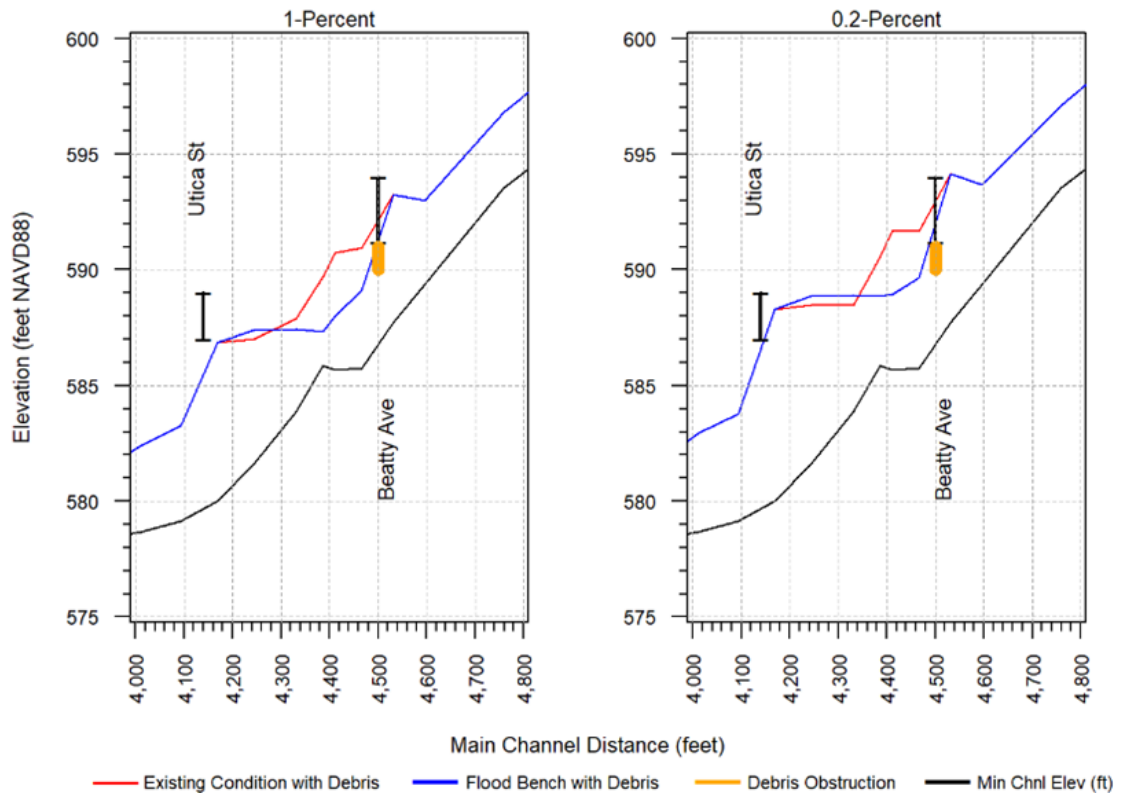 1-Percent
0.2-Percent
600
595
590
585
580
575
Utica St
Beatty Ave
4,000
4,100
4,200
4,300
4,400
4,500
4,600
4,700
4,800
600
595
590
585
580
575
Utica St
Beatty Ave
4,000
4,100
4,200
4,300
4,400
4,500
4,600
4,700
4,800
Elevation (feet NAVD88)
Main Channel Distance (feet)
Existing Condition with Debris
Flood Bench with Debris
Debris Obstruction
Min Chnl Elev (ft)